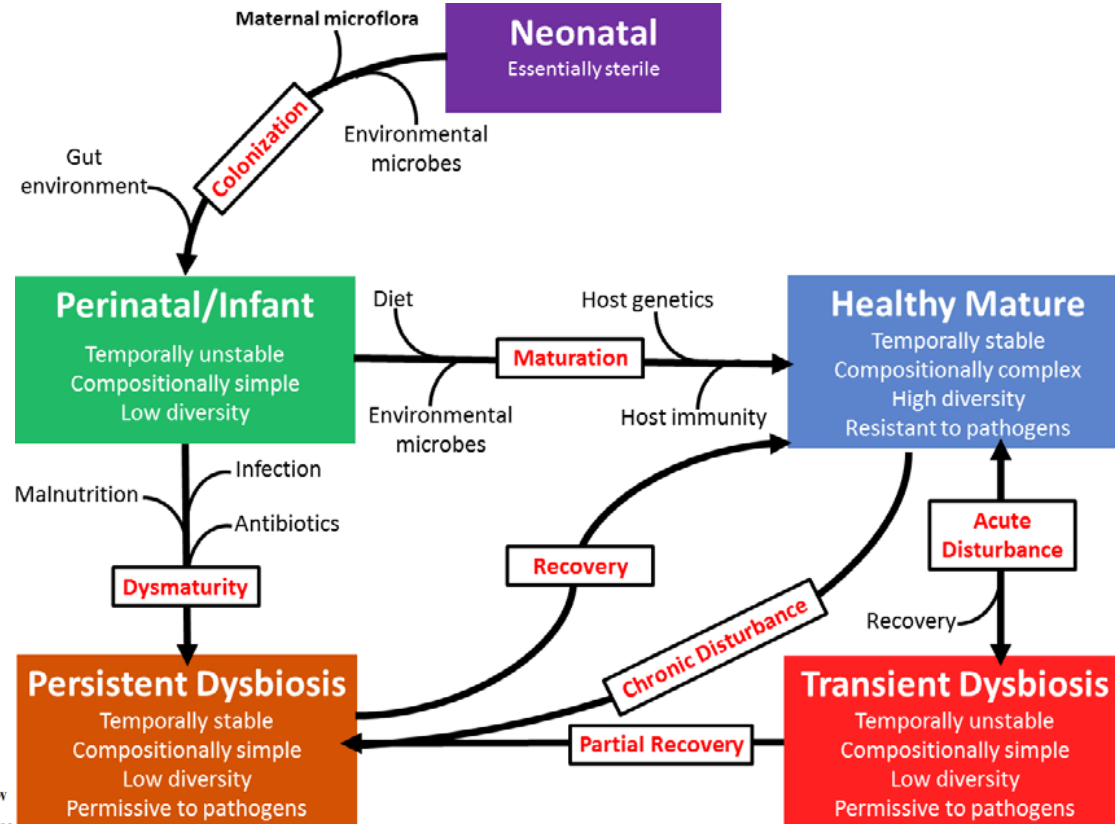 Maternal microflora
Neonatal
Essentially sterile
Colonization
Environmental
microbes
Gut
environment
Perinatal/Infant
Temporally unstable
Compositionally simple
Low diversity
Diet
Host genetics
Maturation
Environmental
microbes
Host immunity
Healthy Mature
Temporally stable
Compositionally complex
High diversity
Resistant to pathogens
Malnutrition
Infection
Antibiotics
Dysmaturity
Recovery
Chronic Disturbance
Acute
Disturbance
Recovery
Persistent Dysbiosis
Temporally stable
Compositionally simple
Low diversity
Permissive to pathogens
Partial Recovery
Transient Dysbiosis
Temporally unstable
Compositionally simple
Low diversity
Permissive to pathogens